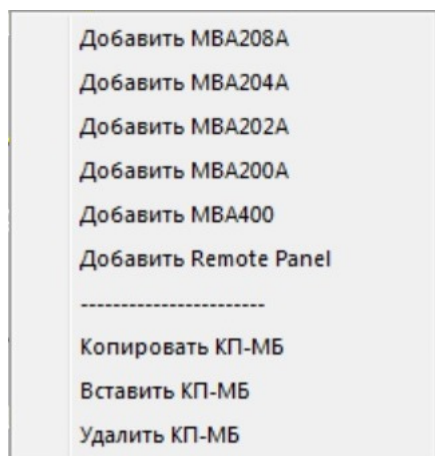 Добавить MBA208A
Добавить MBA204A
Добавить MBA202A
Добавить MBA200A
Добавить MBA400
Добавить Remote Panel
-----------------------
Копировать КП-МБ
Вставить КП-МБ
Удалить КП-МБ